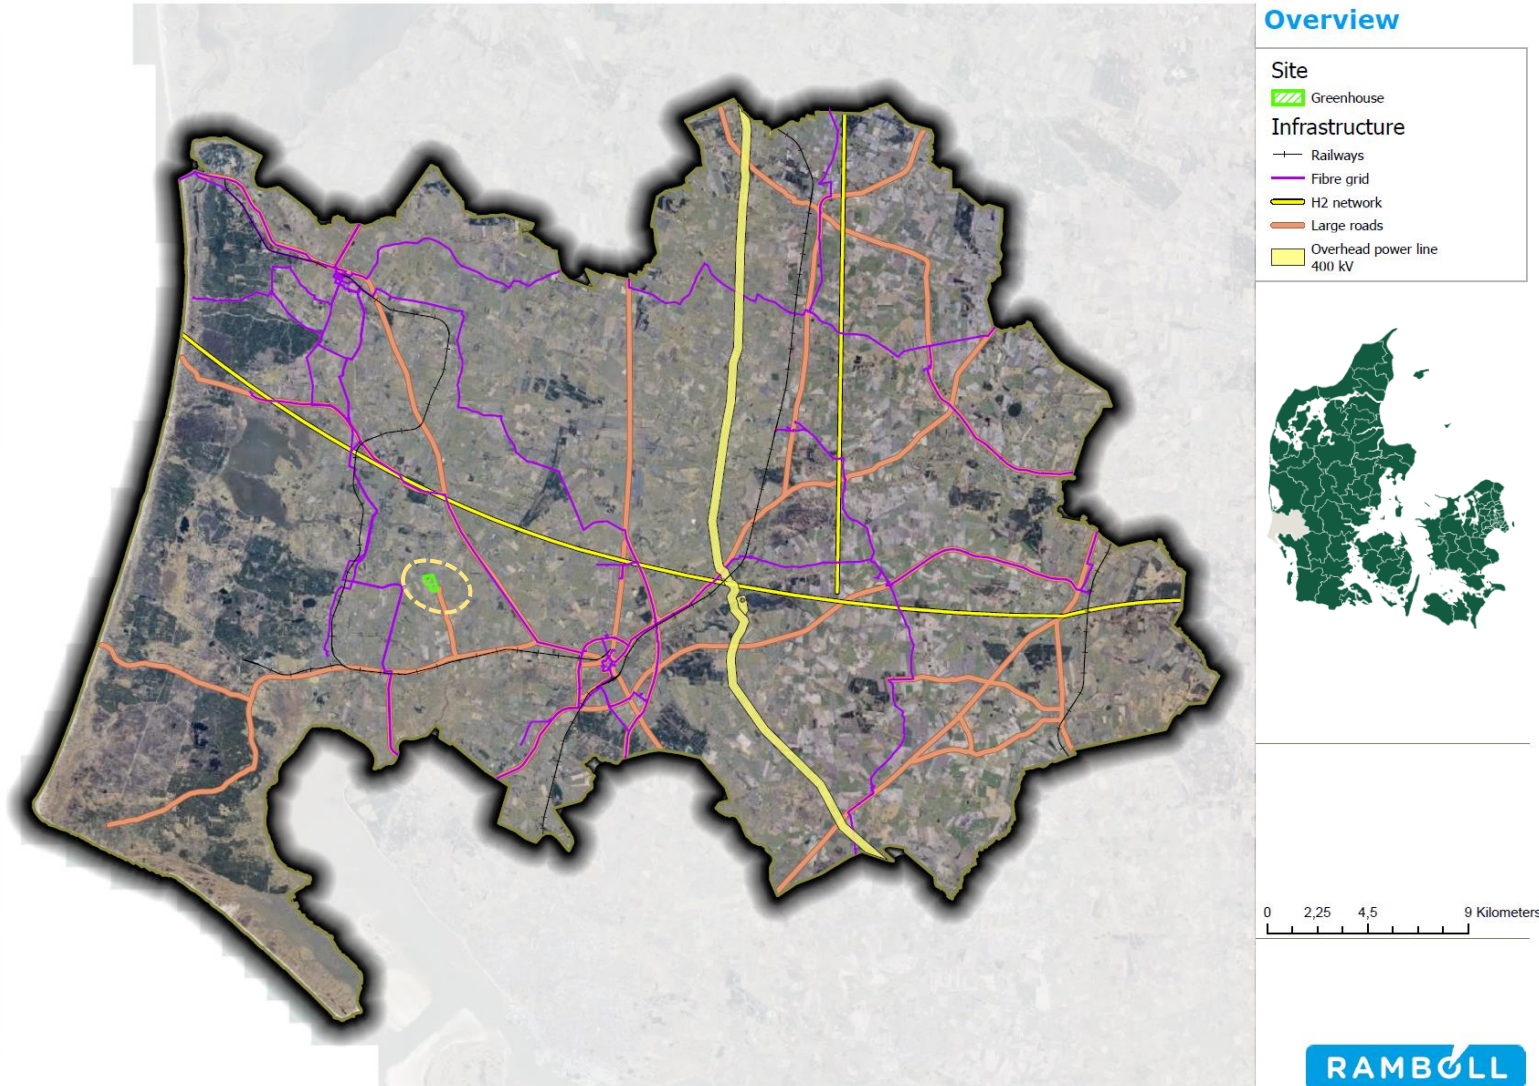 Overview
Site
Greenhouse
Infrastructure
Railways
Fibre grid
H2 network
Large roads
Overhead power line
400 kV
0 2,25 4,5 9 Kilometers
RAMBOLL